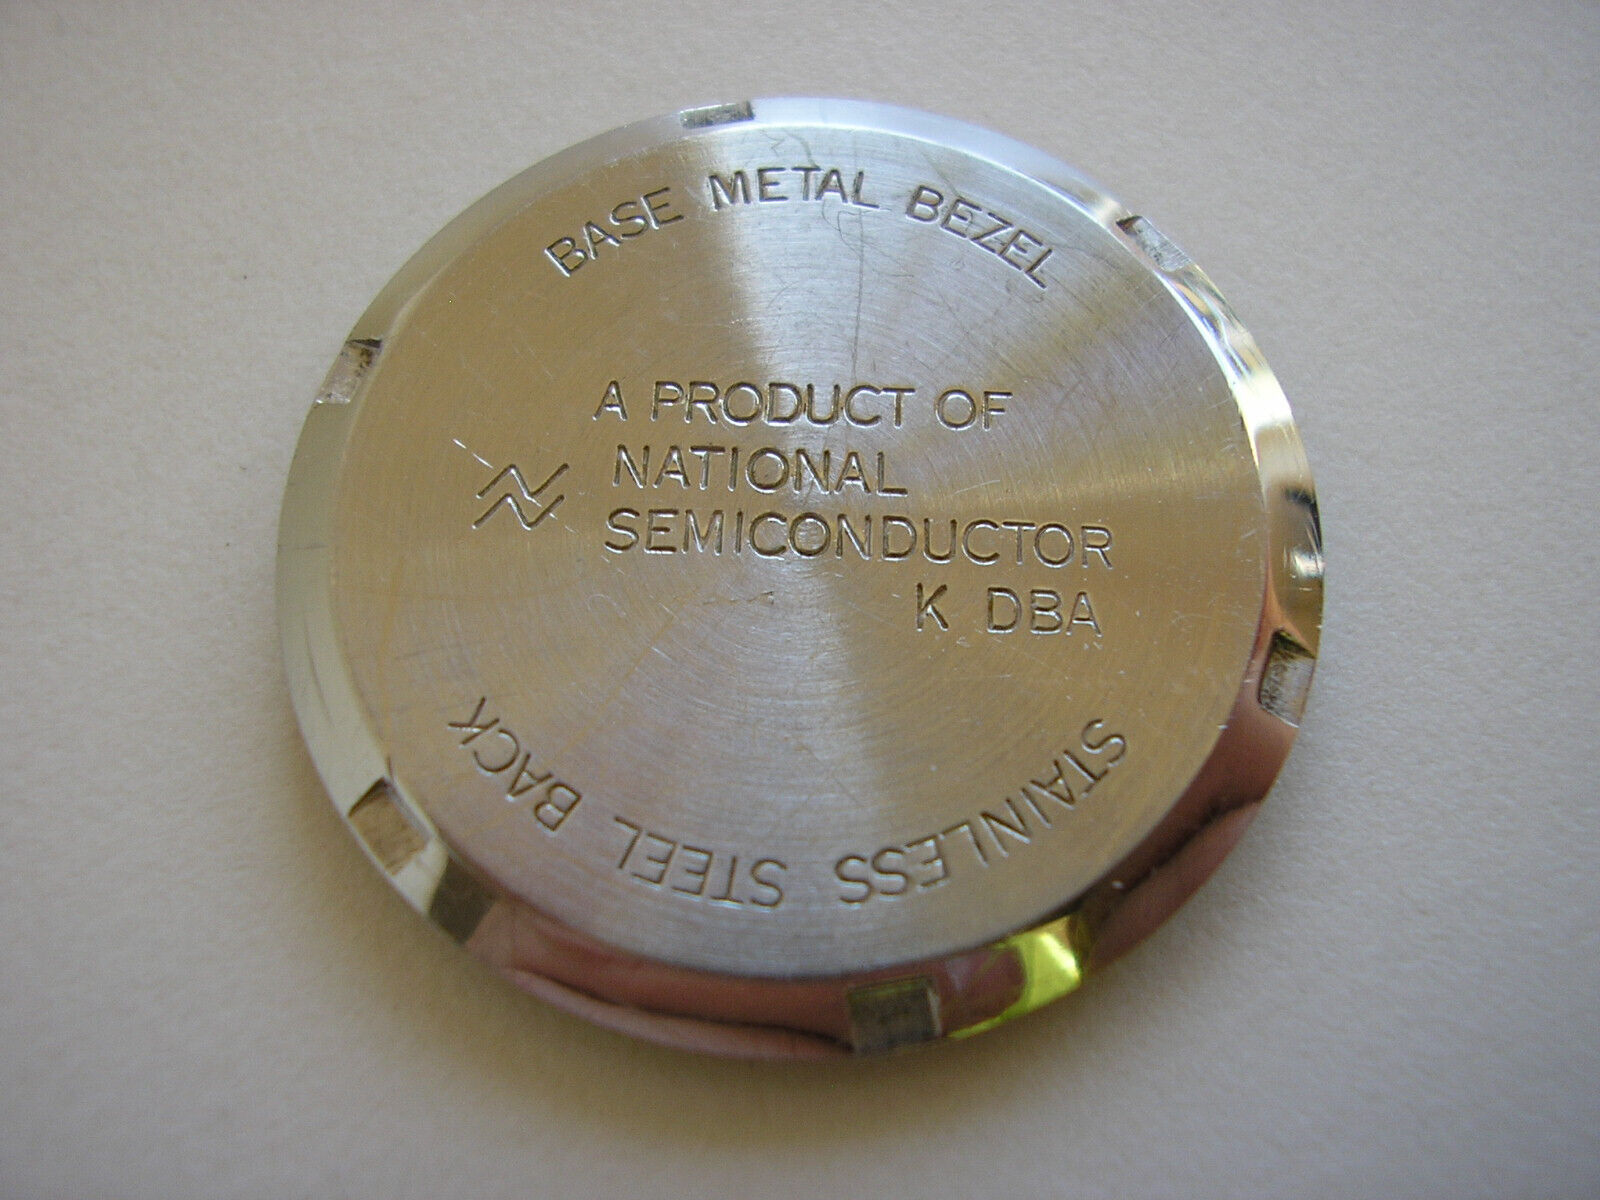 BASE METAL BEZEL
A PRODUCT OF
NATIONAL
SEMICONDUCTOR
K DBA
STAINLESS STEEL BACK